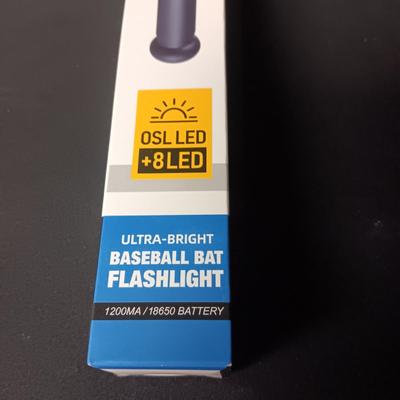 OSL LED
+8LED
ULTRA-BRIGHT
BASEBALL BAT
FLASHLIGHT
1200MA/18650 BATTERY